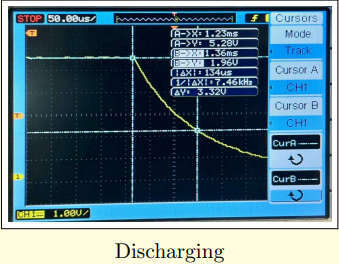 STOP 50.00us/
Cursors
Mode
Track
Cursor A
CH1
Cursor B
CH1
CurA
CurB
A->X: 1.23ms
A->Y: 5.28V
B->X: 1.36ms
B->Y: 1.96V
|ΔX|: 134us
1/|ΔX|: 7.46kHz
ΔY: 3.32V
T
T
1
CH1 1.00V/
Discharging